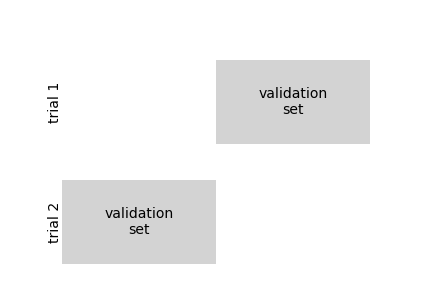 trial 1
validation
set
trial 2
validation
set